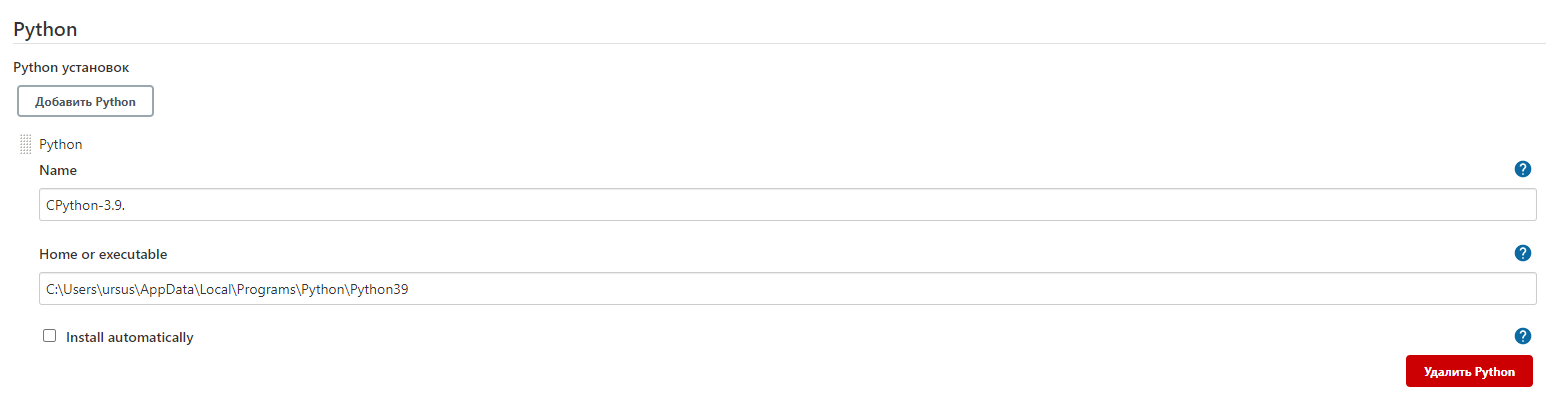 Python
Python установок
Добавить Python
Python
Name
?
CPython-3.9.
Home or executable
?
C:\Users\ursus\AppData\Local\Programs\Python\Python39
Install automatically
?
Удалить Python